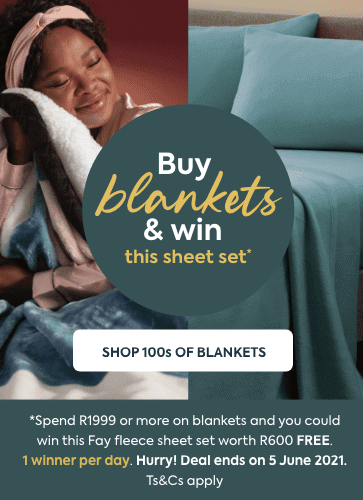 Buy
blankets
& win
this sheet set*
SHOP 100s OF BLANKETS
*Spend R1999 or more on blankets and you could
win this Fay fleece sheet set worth R600 FREE.
1 winner per day. Hurry! Deal ends on 5 June 2021.
Ts&Cs apply